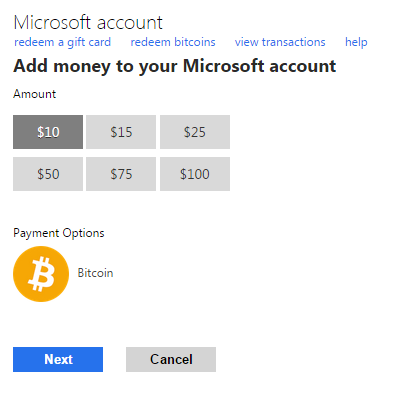 Microsoft account
redeem a gift card redeem bitcoins view transactions help
Add money to your Microsoft account
Amount
$10 $15 $25
$50 $75 $100
Payment Options
Bitcoin
Next Cancel